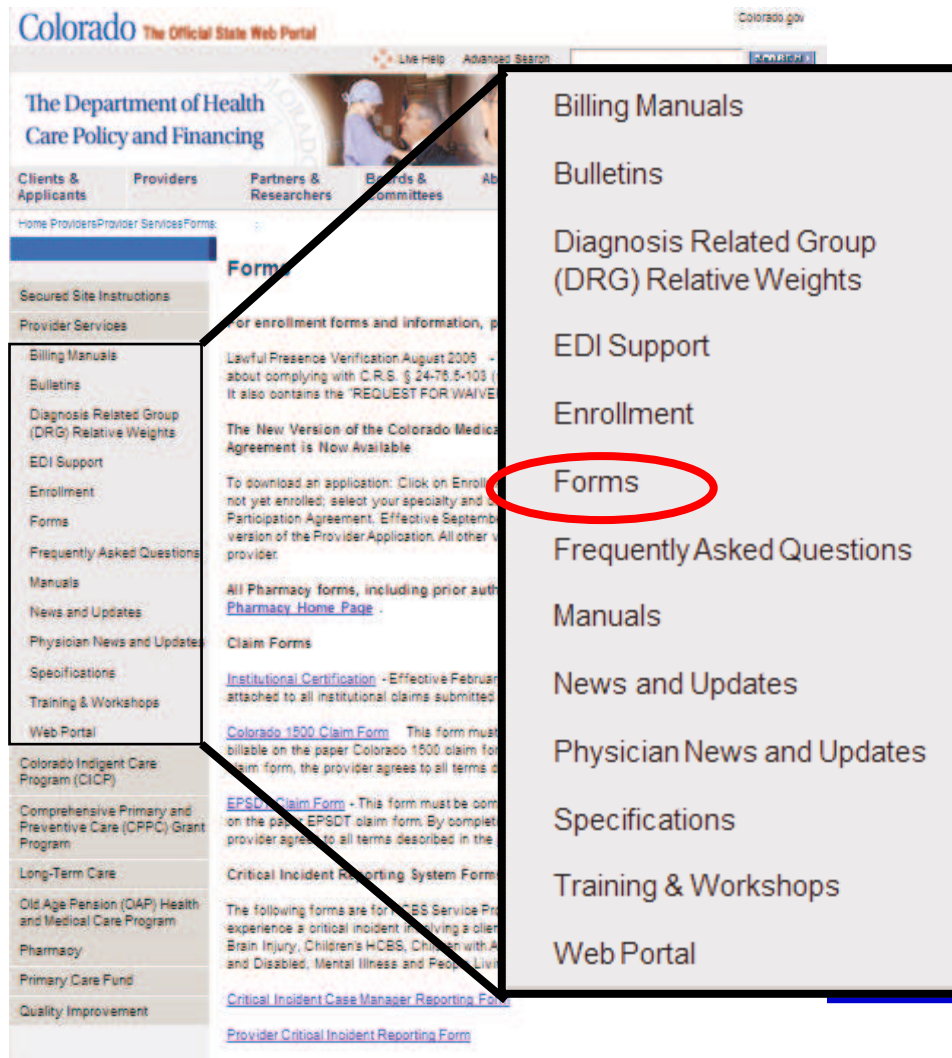 Colorado The Official State Web Portal
Colorado.gov
Live Help Advanced Search
The Department of Health
Care Policy and Financing
Clients &
Applicants
Providers
Partners &
Researchers
Boards &
Committees
Ab
Home ProvidersProvider ServicesForms
Secured Site Instructions
Provider Services
Billing Manuals
Bulletins
Diagnosis Related Group
(DRG) Relative Weights
EDI Support
Enrollment
Forms
Frequently Asked Questions
Manuals
News and Updates
Physician News and Updates
Specifications
Training & Workshops
Web Portal
Colorado Indigent Care
Program (CICP)
Comprehensive Primary and
Preventive Care (CPPC) Grant
Program
Long-Term Care
Old Age Pension (OAP) Health
and Medical Care Program
Pharmacy
Primary Care Fund
Quality Improvement
Forms
For enrollment forms and information, p
Lawful Presence Verification August 2006 -
about complying with C.R.S. § 24-76.5-103 (
It also contains the "REQUEST FOR WAIVE
The New Version of the Colorado Medica
Agreement is Now Available
To download an application: Click on Enroll
not yet enrolled; select your specialty and
Participation Agreement. Effective Septembe
version of the Provider Application. All other v
provider.
All Pharmacy forms, including prior auth
Pharmacy Home Page .
Claim Forms
Institutional Certification - Effective Februar
attached to all institutional claims submitted
Colorado 1500 Claim Form This form must
billable on the paper Colorado 1500 claim for
claim form, the provider agrees to all terms d
EPSDT Claim Form - This form must be com
on the paper EPSDT claim form. By complet
provider agrees to all terms described in the
Critical Incident Reporting System Forms
The following forms are for HCBS Service Pro
experience a critical incident involving a clien
Brain Injury, Children's HCBS, Children with A
and Disabled, Mental Illness and People Livi
Critical Incident Case Manager Reporting Form
Provider Critical Incident Reporting Form
Billing Manuals
Bulletins
Diagnosis Related Group
(DRG) Relative Weights
EDI Support
Enrollment
Forms
Frequently Asked Questions
Manuals
News and Updates
Physician News and Updates
Specifications
Training & Workshops
Web Portal